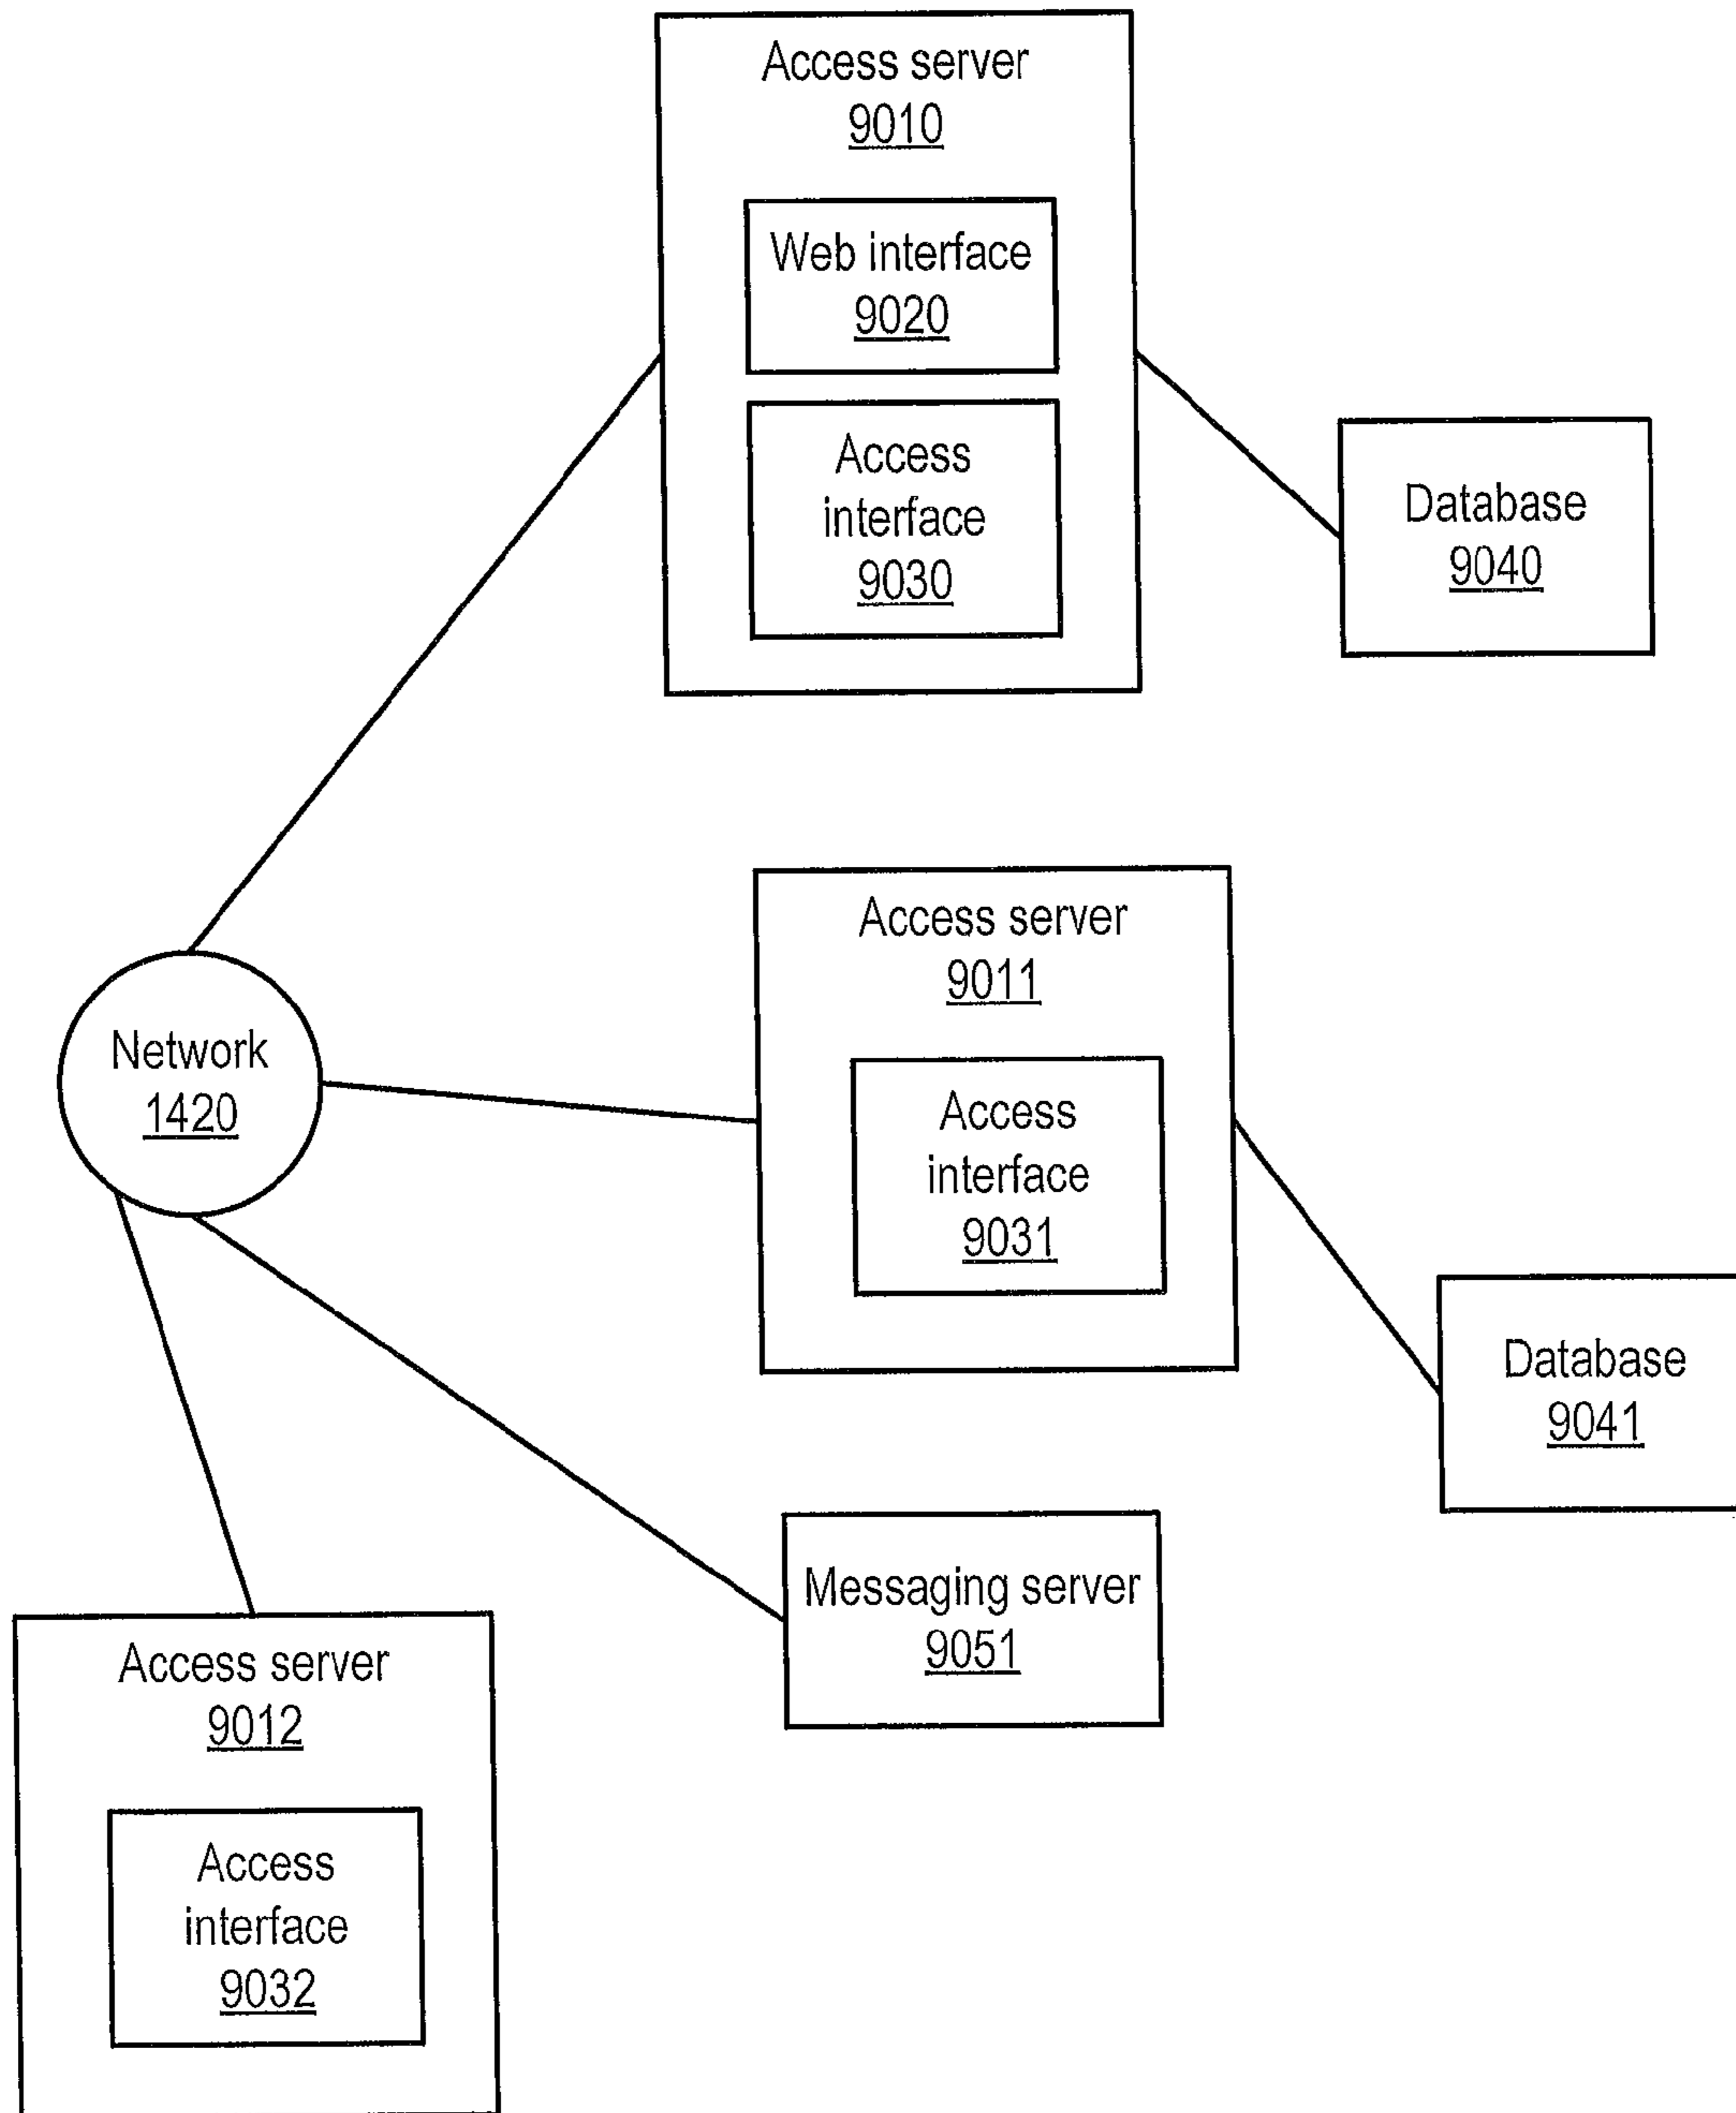 Access server
9010
Web interface
9020
Access
interface
9030
Database
9040
Access server
9011
Network
1420
Access
interface
9031
Database
9041
Messaging server
9051
Access server
9012
Access
interface
9032